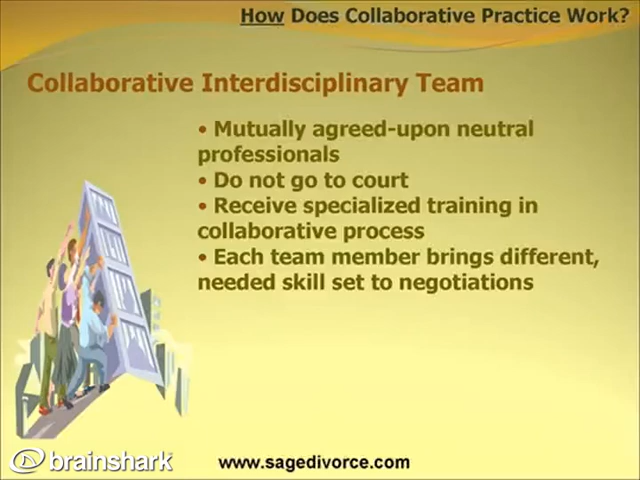 How Does Collaborative Practice Work?
Collaborative Interdisciplinary Team
• Mutually agreed-upon neutral
professionals
• Do not go to court
• Receive specialized training in
collaborative process
• Each team member brings different,
needed skill set to negotiations
brainshark
www.sagedivorce.com